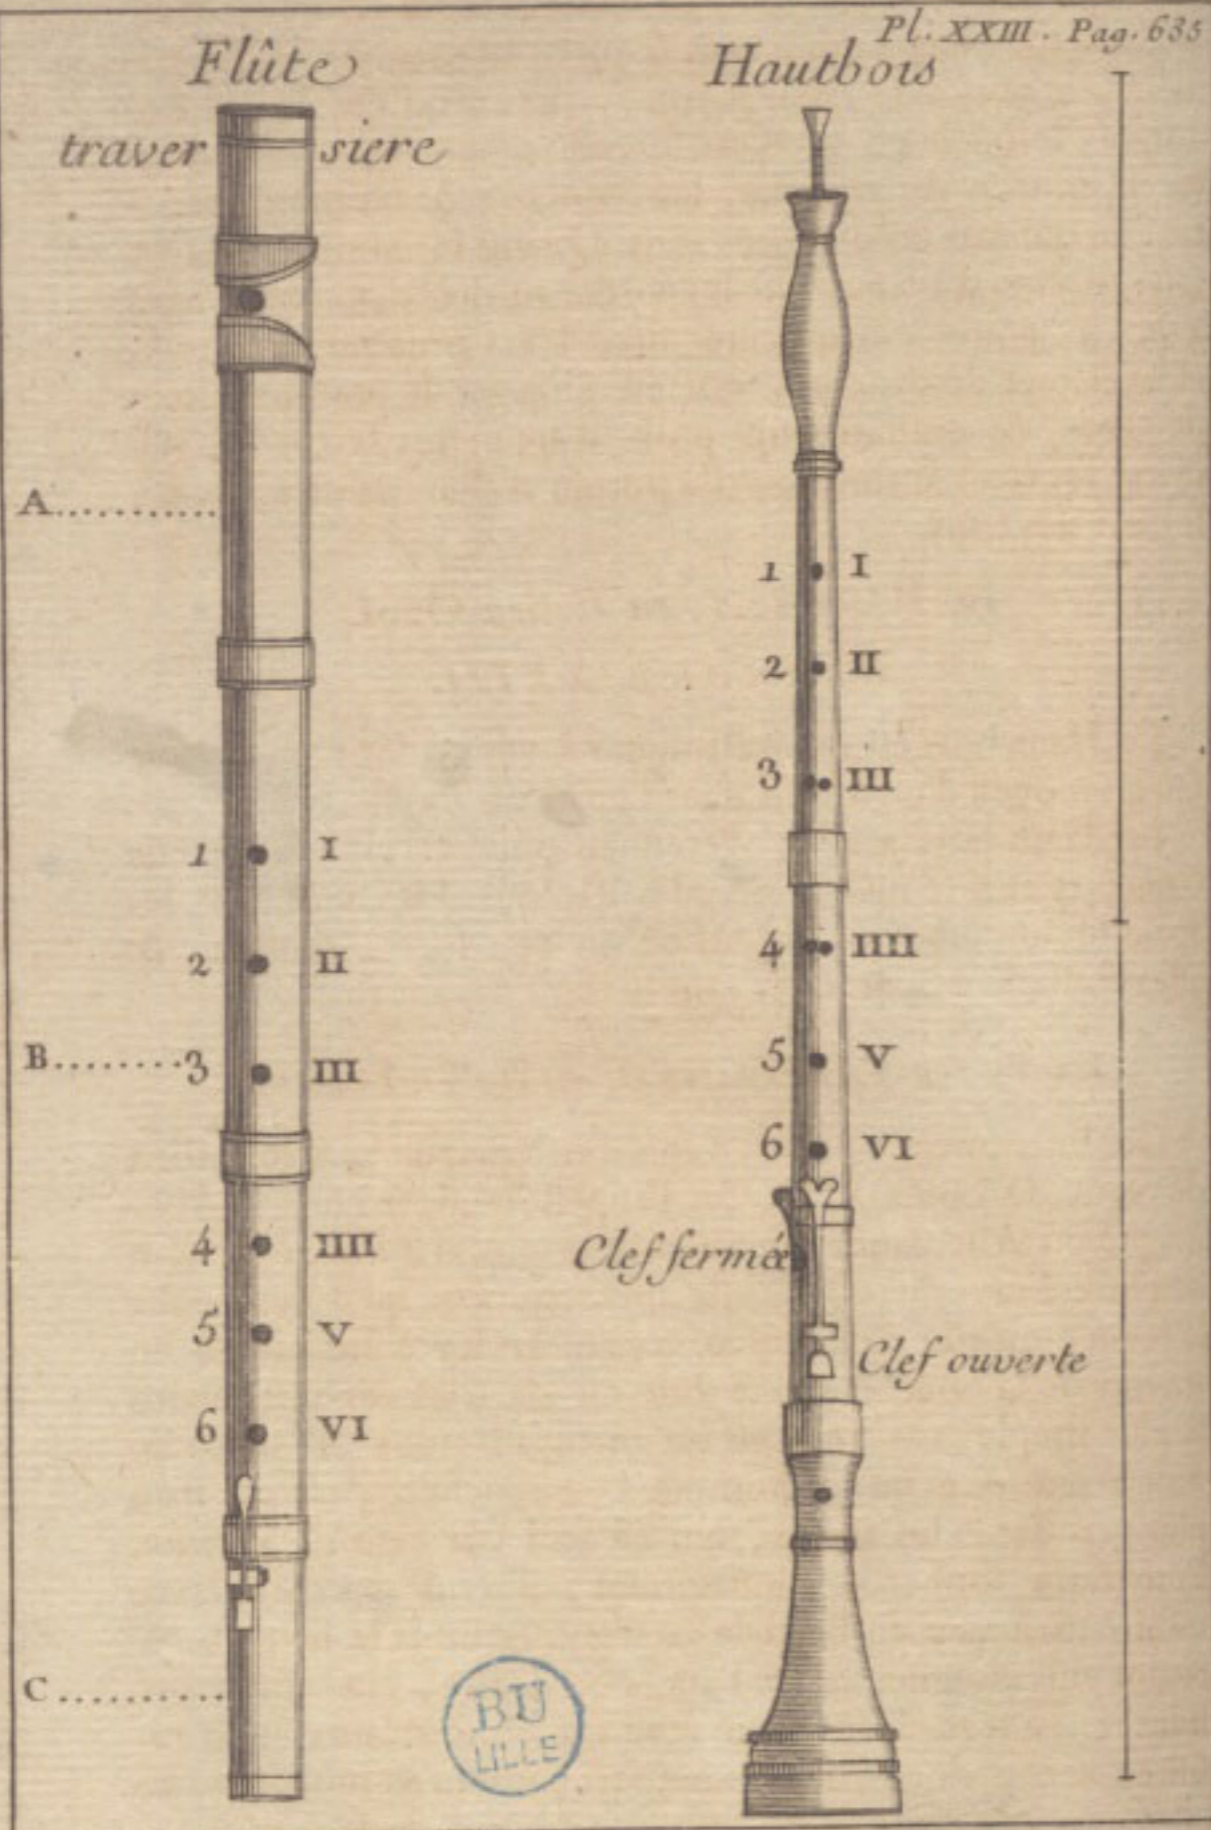 Pl. XXIII. Pag. 635
Flûte
traver siere
A...........
1 I
2 II
B........3 III
4 IIII
5 V
6 VI
C..........
Hautbois
1 I
2 II
3 III
4 IIII
5 V
6 VI
Clef fermée
Clef ouverte
BU
LILLE